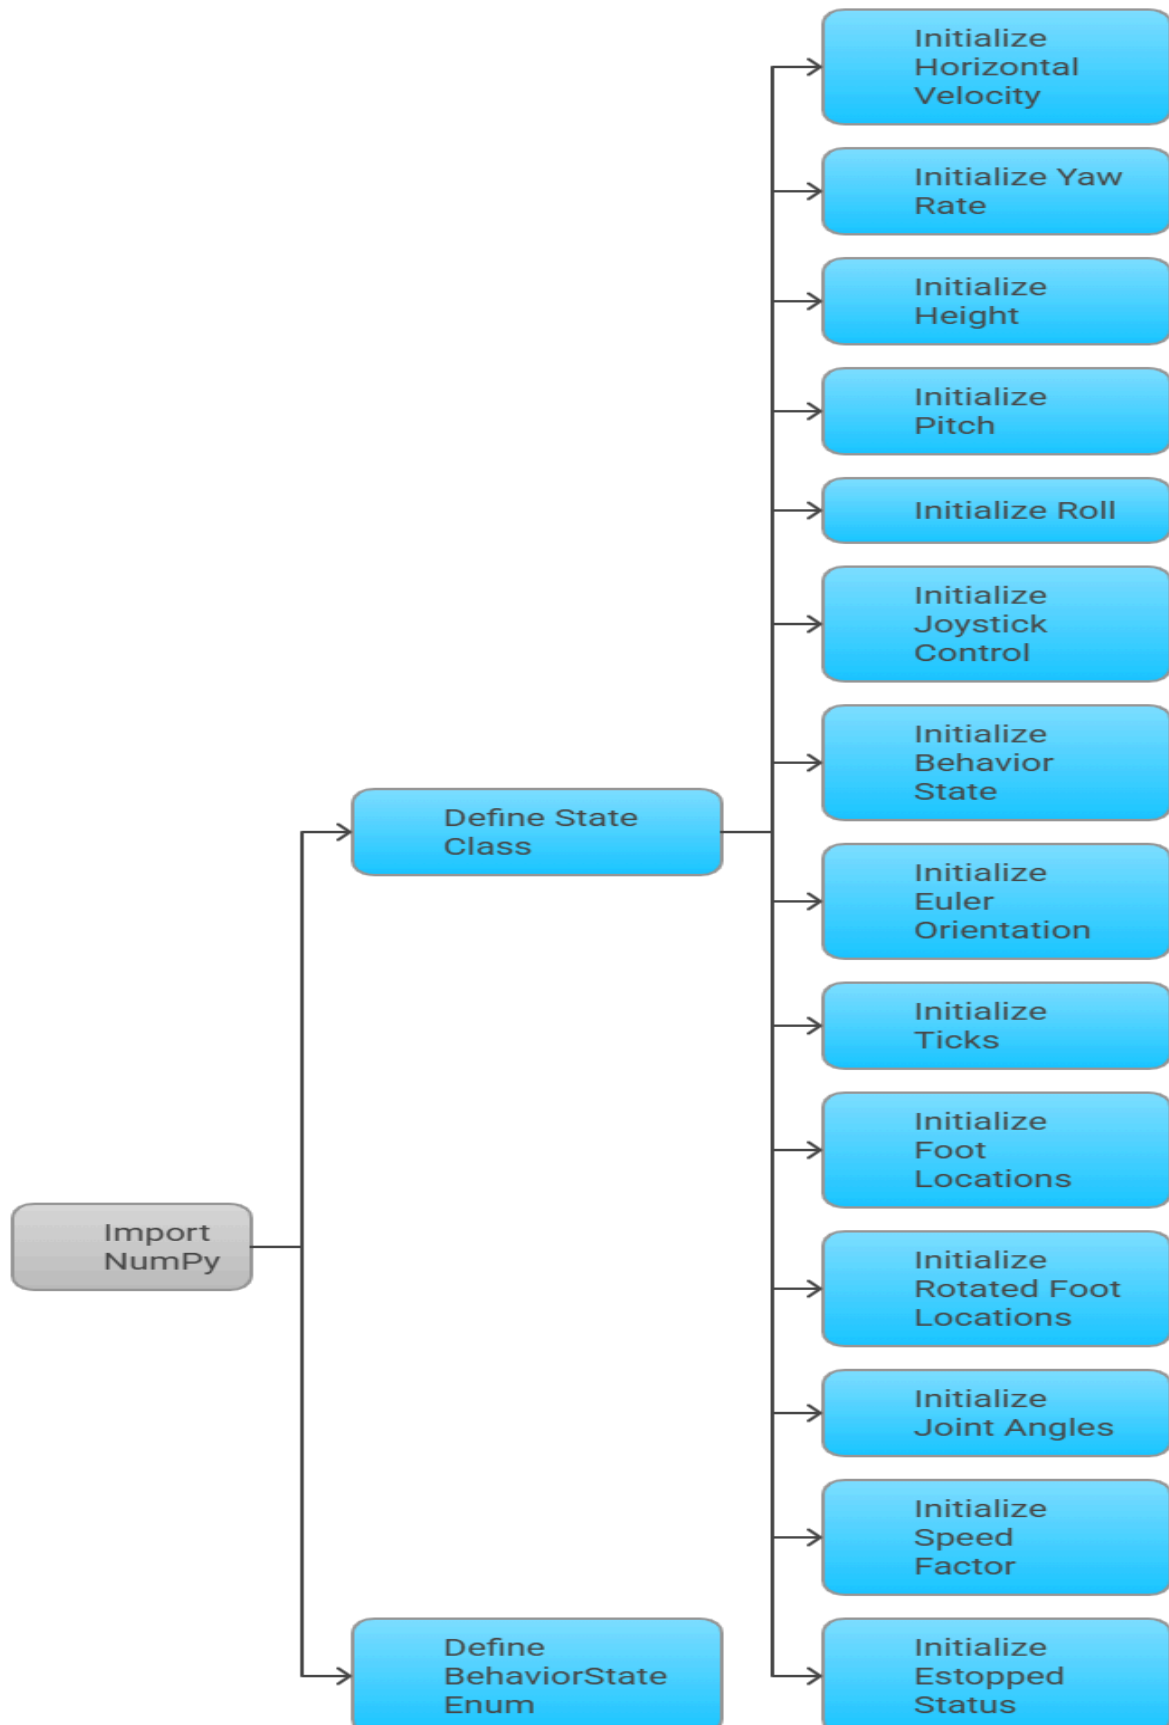 Initialize
Horizontal
Velocity
Initialize Yaw
Rate
Initialize
Height
Initialize
Pitch
Initialize Roll
Initialize
Joystick
Control
Initialize
Behavior
State
Define State
Class
Initialize
Euler
Orientation
Initialize
Ticks
Initialize
Foot
Locations
Import
NumPy
Initialize
Rotated Foot
Locations
Initialize
Joint Angles
Initialize
Speed
Factor
Define
BehaviorState
Enum
Initialize
Estopped
Status